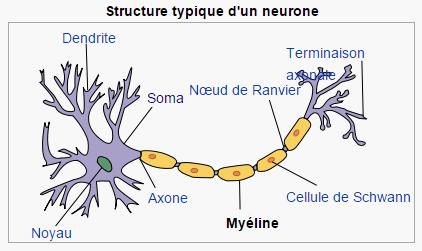 Structure typique d'un neurone
Dendrite
Terminaison
axonale
Soma
Nœud de Ranvier
Axone
Cellule de Schwann
Myéline
Noyau